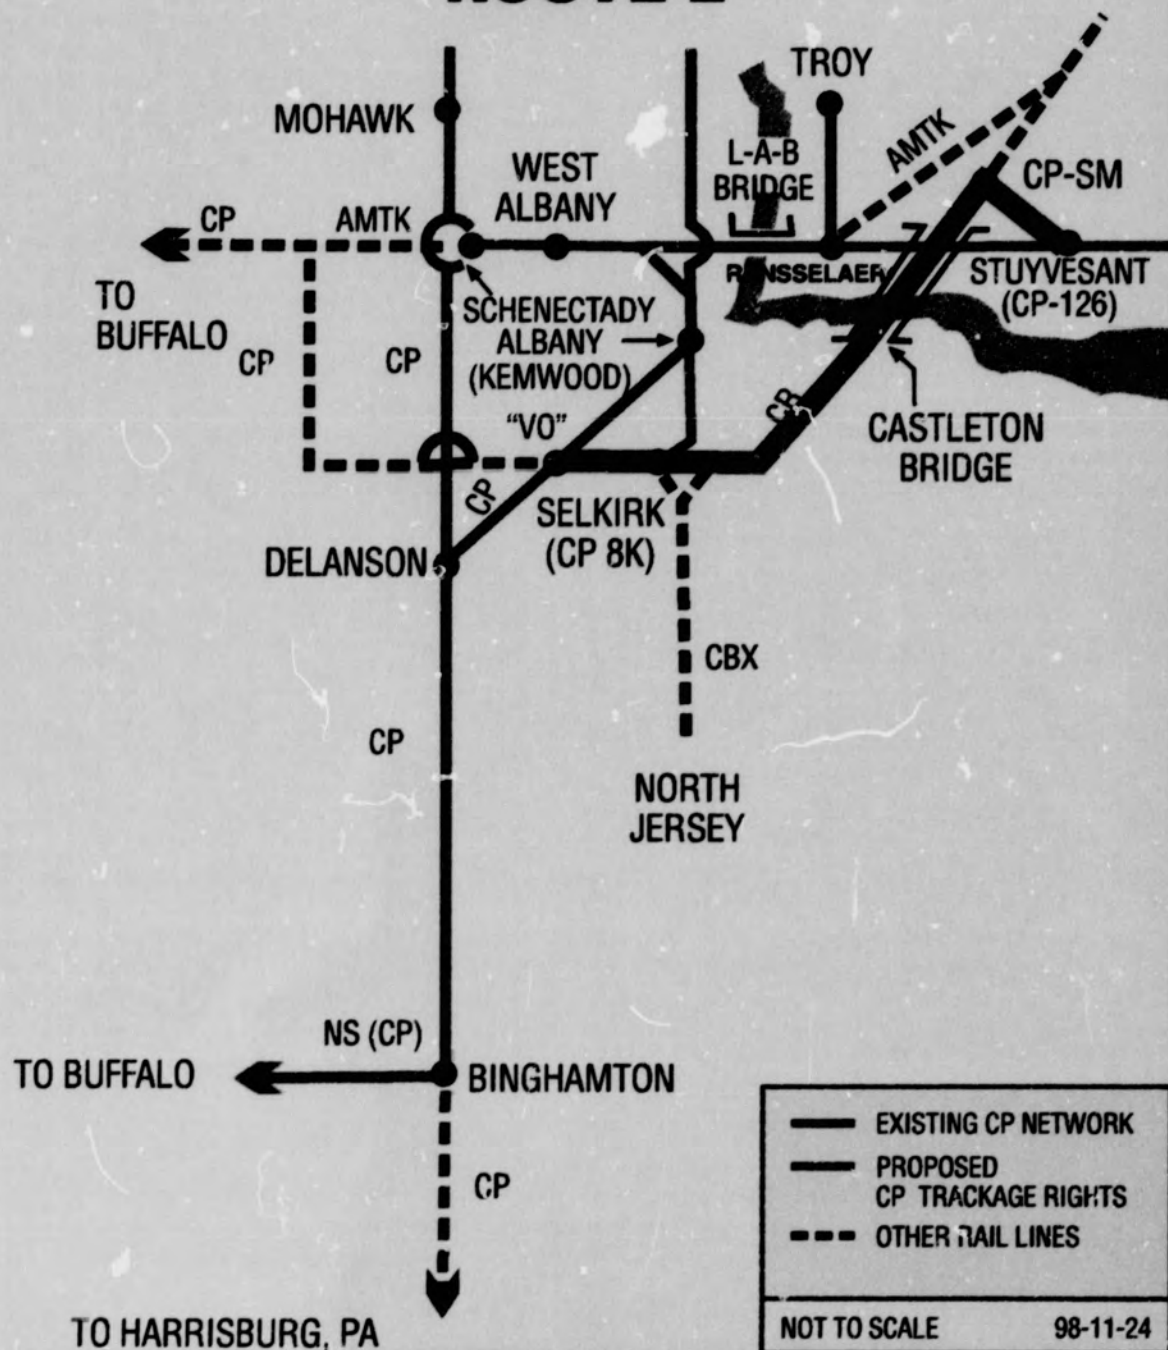 TROY
MOHAWK
AMTK
L-A-B
BRIDGE
WEST
ALBANY
CP-SM
CP
AMTK
RENSSELAER
STUYVESANT
(CP-126)
TO
BUFFALO
SCHENECTADY
ALBANY
(KEMWOOD)
CP
CP
CR
"VO"
CASTLETON
BRIDGE
CP
SELKIRK
(CP 8K)
DELANSON
CBX
CP
NORTH
JERSEY
NS (CP)
TO BUFFALO
BINGHAMTON
CP
TO HARRISBURG, PA
EXISTING CP NETWORK
PROPOSED
CP TRACKAGE RIGHTS
OTHER RAIL LINES
NOT TO SCALE 98-11-24